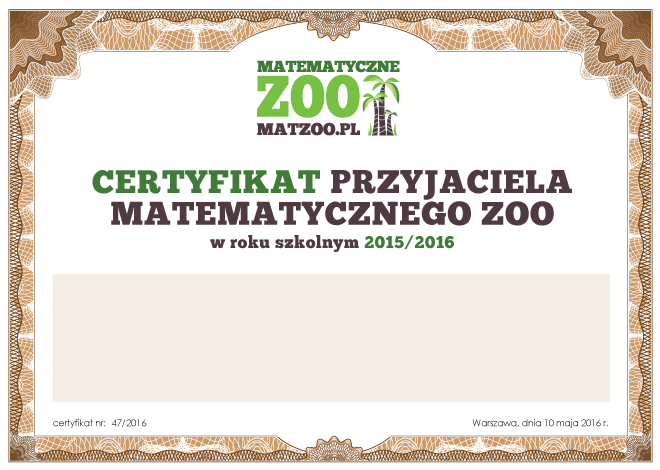 MATEMATYCZNE
ZOO
MATZOO.PL
CERTYFIKAT PRZYJACIELA
MATEMATYCZNEGO ZOO
w roku szkolnym 2015/2016
certyfikat nr: 47/2016
Warszawa, dnia 10 maja 2016 r.